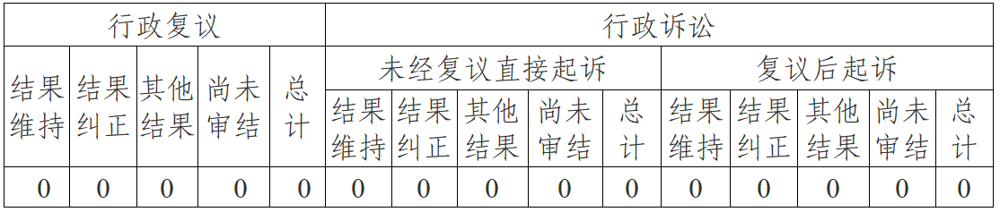 行政复议 行政诉讼
未经复议直接起诉 复议后起诉
结果维持 结果纠正 其他结果 尚未审结 总计
结果维持 结果纠正 其他结果 尚未审结 总计 结果维持 结果纠正 其他结果 尚未审结 总计
0 0 0 0 0 0 0 0 0 0 0 0 0 0 0